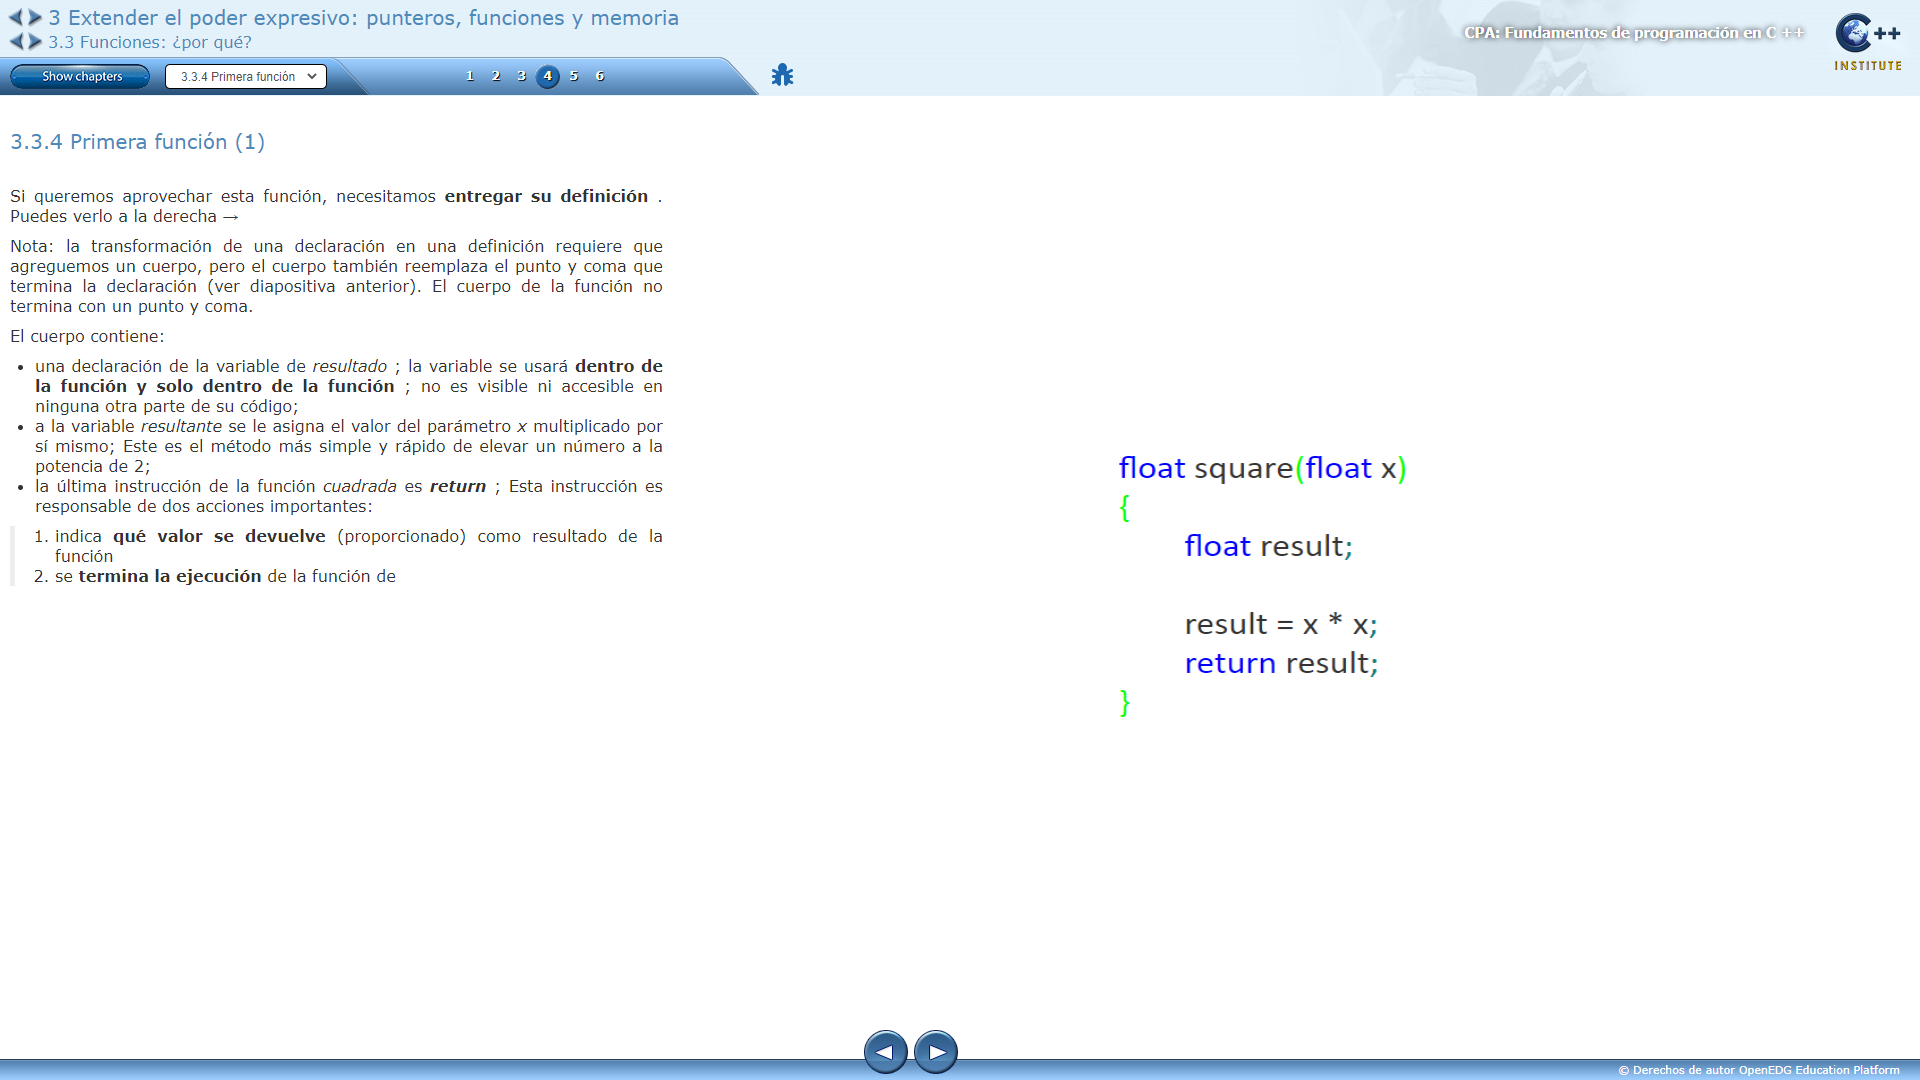 3 Extender el poder expresivo: punteros, funciones y memoria
3.3 Funciones: ¿por qué?
CPA: Fundamentos de programación en C ++
C++
INSTITUTE
Show chapters
3.3.4 Primera función
1 2 3 4 5 6
3.3.4 Primera función (1)
Si queremos aprovechar esta función, necesitamos entregar su definición .
Puedes verlo a la derecha →
Nota: la transformación de una declaración en una definición requiere que
agreguemos un cuerpo, pero el cuerpo también reemplaza el punto y coma que
termina la declaración (ver diapositiva anterior). El cuerpo de la función no
termina con un punto y coma.
El cuerpo contiene:
• una declaración de la variable de resultado ; la variable se usará dentro de
la función y solo dentro de la función ; no es visible ni accesible en
ninguna otra parte de su código;
• a la variable resultante se le asigna el valor del parámetro x multiplicado por
sí mismo; Este es el método más simple y rápido de elevar un número a la
potencia de 2;
• la última instrucción de la función cuadrada es return ; Esta instrucción es
responsable de dos acciones importantes:
1. indica qué valor se devuelve (proporcionado) como resultado de la
función
2. se termina la ejecución de la función de
float square(float x)
{
float result;
result = x * x;
return result;
}
© Derechos de autor OpenEDG Education Platform